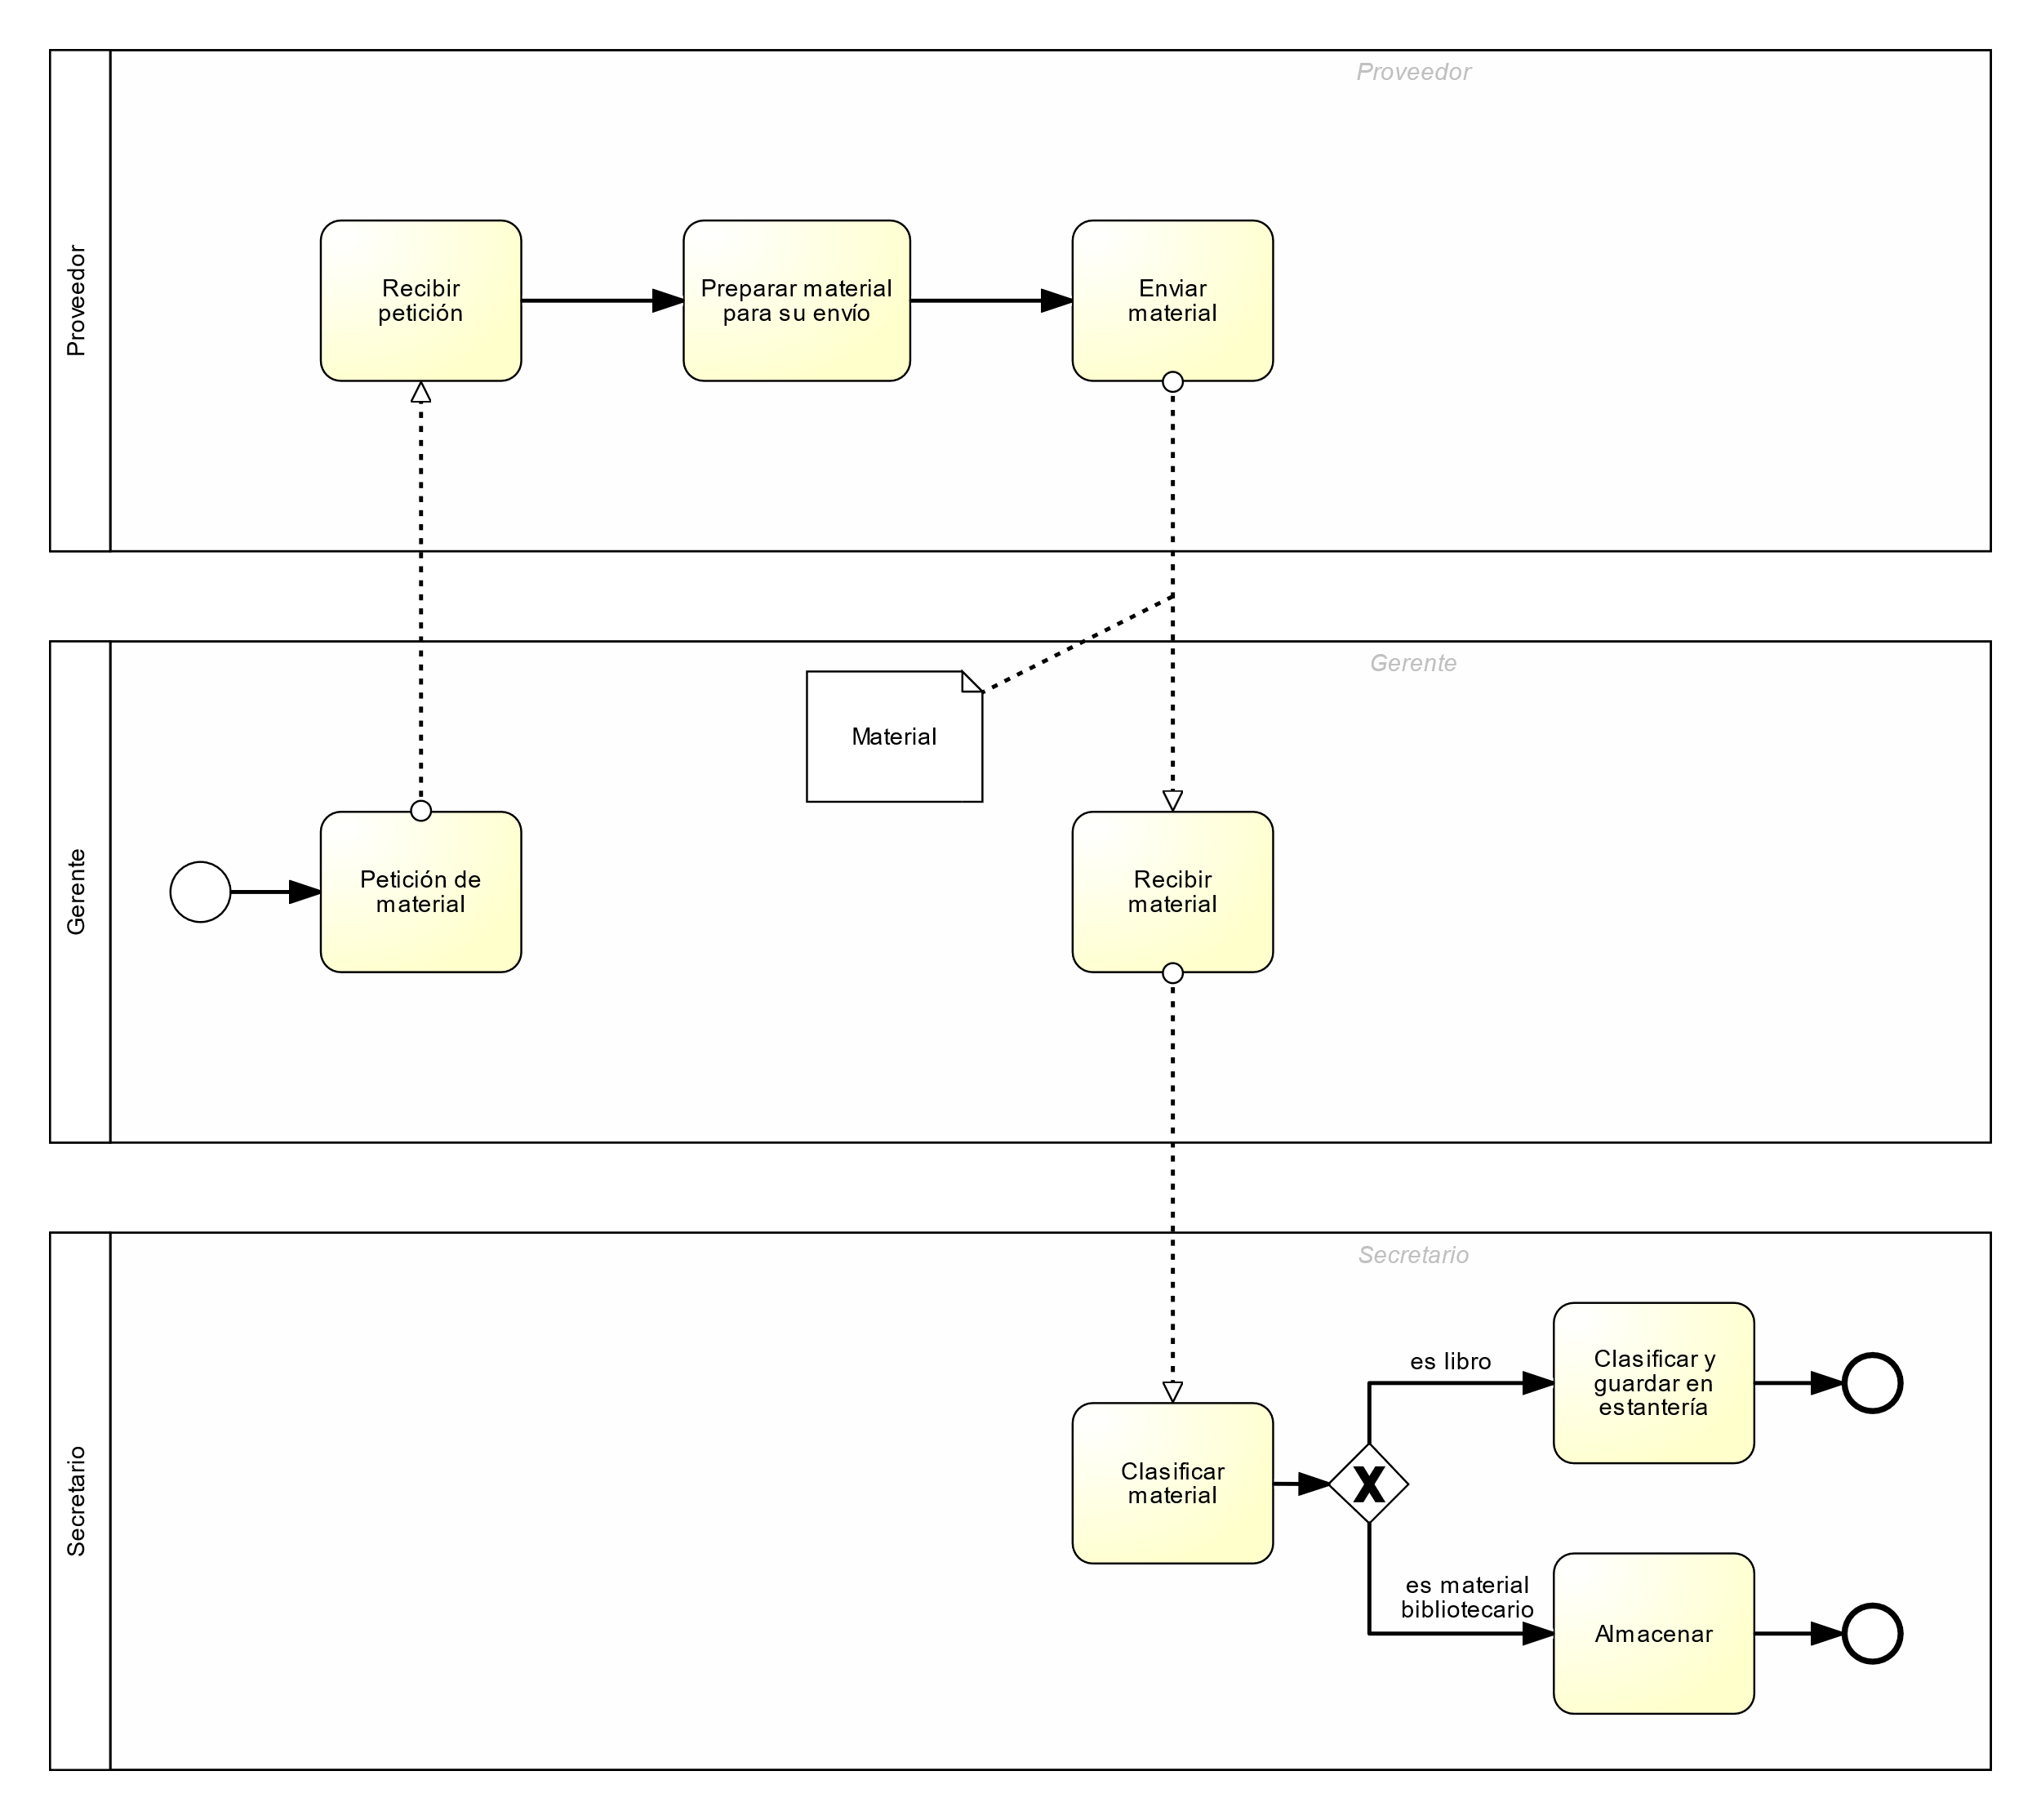 Proveedor
Proveedor
Recibir
petición
Preparar material
para su envío
Enviar
material
Gerente
Gerente
Material
Petición de
material
Recibir
material
Secretario
Secretario
Clasificar
material
es libro
Clasificar y
guardar en
estantería
X
es material
bibliotecario
Almacenar